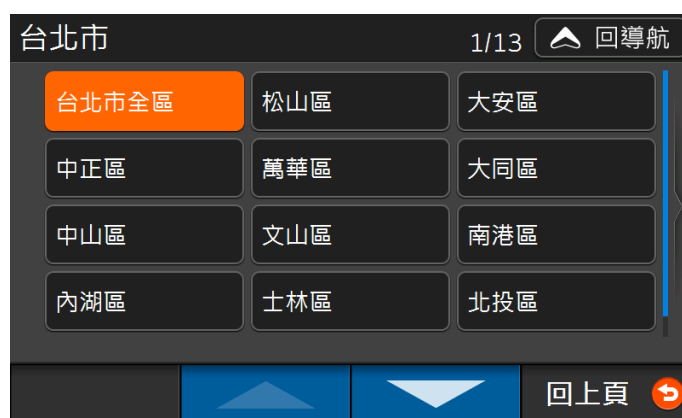 台北市 1/13 回導航
台北市全區 松山區 大安區
中正區 萬華區 大同區
中山區 文山區 南港區
內湖區 士林區 北投區
回上頁